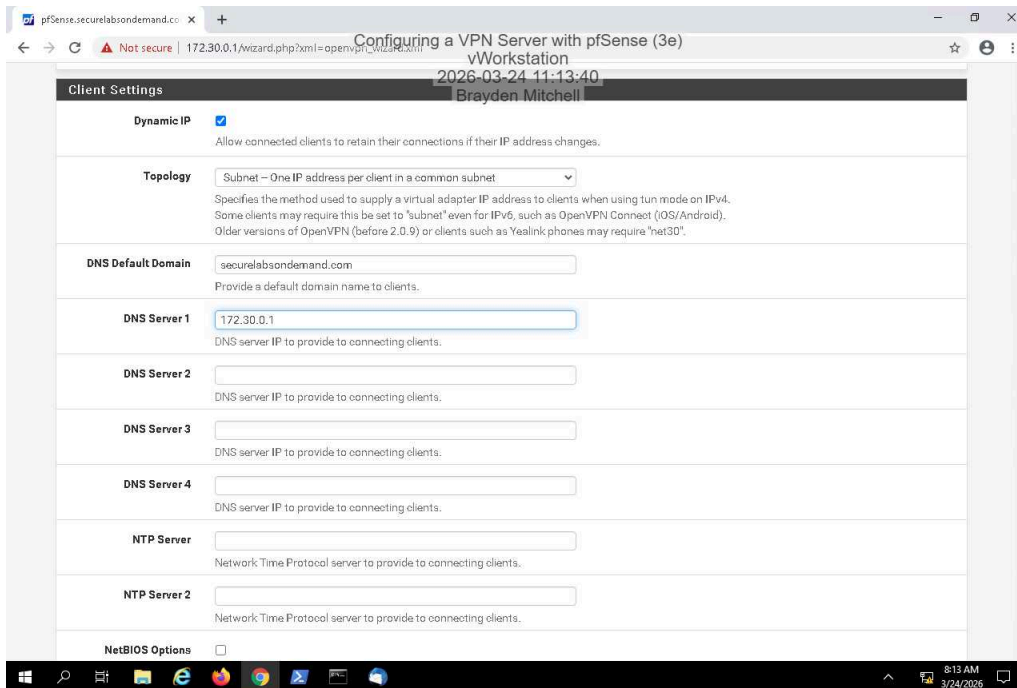 pfSense.securelabsondemand.co
Not secure | 172.30.0.1/wizard.php?xml=openvpn_wizard.xml
Configuring a VPN Server with pfSense (3e)
vWorkstation
2026-03-24 11:13:40
Brayden Mitchell
Client Settings
Dynamic IP
Allow connected clients to retain their connections if their IP address changes.
Topology
Subnet – One IP address per client in a common subnet
Specifies the method used to supply a virtual adapter IP address to clients when using tun mode on IPv4.
Some clients may require this be set to "subnet" even for IPv6, such as OpenVPN Connect (iOS/Android).
Older versions of OpenVPN (before 2.0.9) or clients such as Yealink phones may require "net30".
DNS Default Domain
securelabsondemand.com
Provide a default domain name to clients.
DNS Server 1
172.30.0.1
DNS server IP to provide to connecting clients.
DNS Server 2
DNS server IP to provide to connecting clients.
DNS Server 3
DNS server IP to provide to connecting clients.
DNS Server 4
DNS server IP to provide to connecting clients.
NTP Server
Network Time Protocol server to provide to connecting clients.
NTP Server 2
Network Time Protocol server to provide to connecting clients.
NetBIOS Options
8:13 AM
3/24/2026